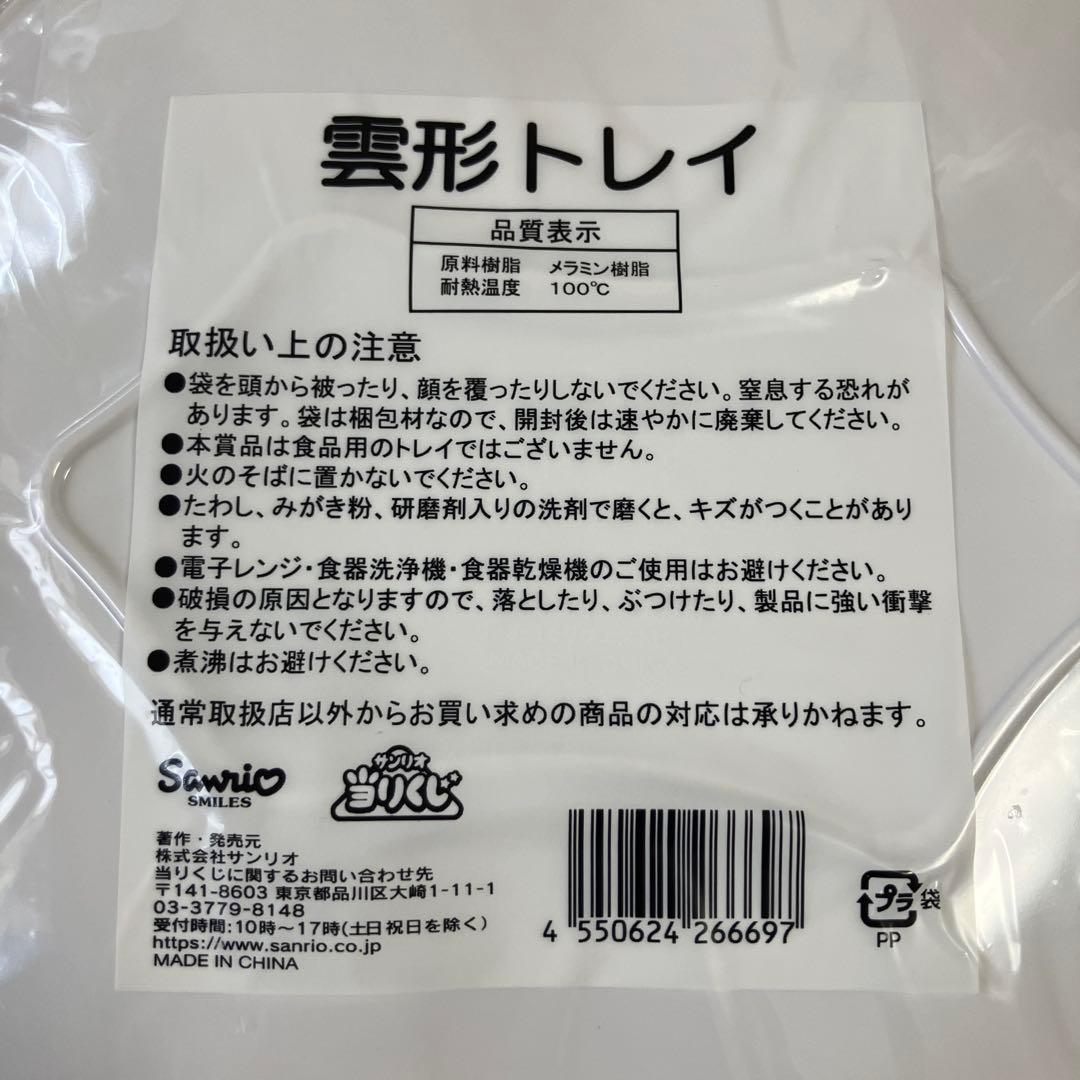 雲形トレイ
品質表示
原料樹脂 メラミン樹脂
耐熱温度 100℃
取扱い上の注意
●袋を頭から被ったり、顔を覆ったりしないでください。窒息する恐れが
あります。袋は梱包材なので、開封後は速やかに廃棄してください。
●本賞品は食品用のトレイではございません。
●火のそばに置かないでください。
●たわし、みがき粉、研磨剤入りの洗剤で磨くと、キズがつくことがあり
ます。
●電子レンジ・食器洗浄機・食器乾燥機のご使用はお避けください。
●破損の原因となりますので、落としたり、ぶつけたり、製品に強い衝撃
を与えないでください。
●煮沸はお避けください。
通常取扱店以外からお買い求めの商品の対応は承りかねます。
Sanrio
SMILES
サンリオ
当りくじ
著作・発売元
株式会社サンリオ
当りくじに関するお問い合わせ先
〒141-8603 東京都品川区大崎1-11-1
03-3779-8148
受付時間:10時～17時(土日祝日を除く)
https://www.sanrio.co.jp
MADE IN CHINA
4 550624 266697
プラ 袋
PP